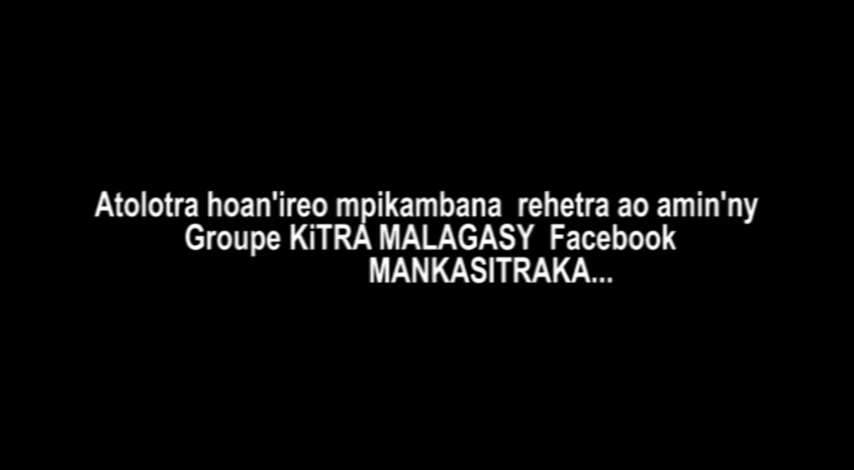 Atolotra hoan'ireo mpikambana rehetra ao amin'ny
Groupe KiTRA MALAGASY Facebook
MANKASITRAKA...